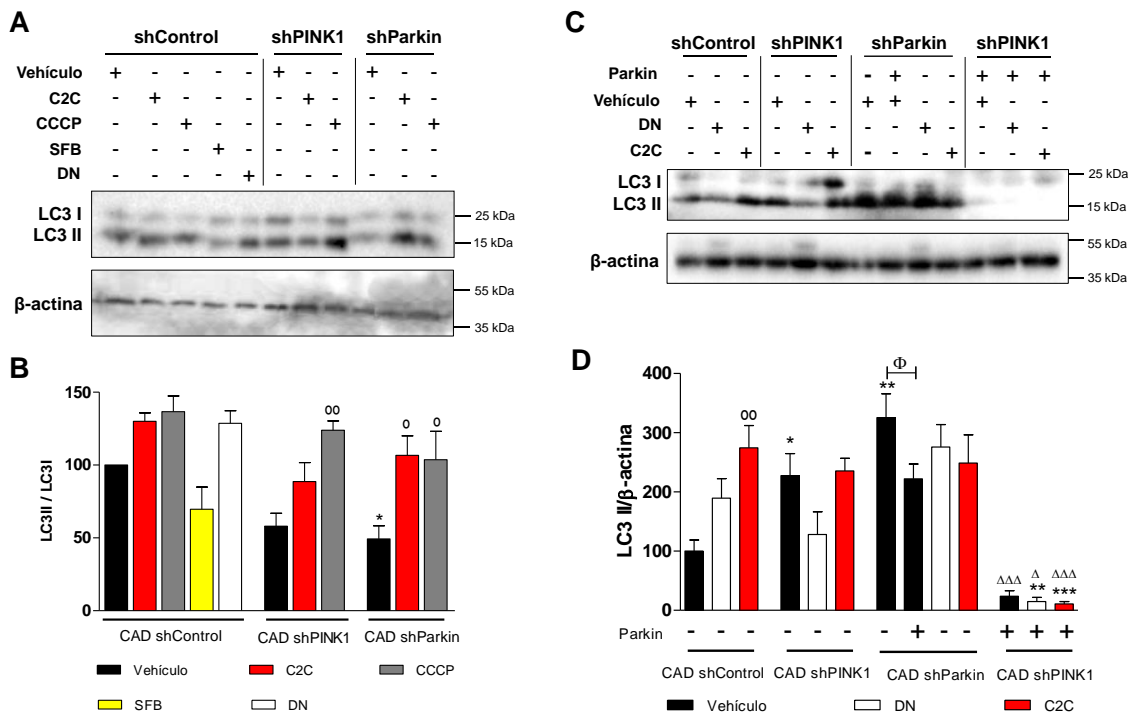 A
shControl shPINK1 shParkin
Vehículo + - - - - - - - + - -
C2C - + - - - - + - - + -
CCCP - - + - - - - + - - +
SFB - - - + - - - - - - -
DN - - - - + - - - - - -
LC3 I
LC3 II
25 kDa
15 kDa
β-actina
55 kDa
35 kDa
B
LC3II / LC3I
150
100
50
0
*
oo
o
o
CAD shControl CAD shPINK1 CAD shParkin
Vehículo C2C CCCP
SFB DN
C
shControl shPINK1 shParkin shPINK1
Parkin - - - - - - - + - - + + +
Vehículo + - - + - - + + - - + - -
DN - + - - + - - - + - - + -
C2C - - + - - + - - - + - - +
LC3 I
LC3 II
25 kDa
15 kDa
β-actina
55 kDa
35 kDa
D
LC3 II/β-actina
400
300
200
100
0
oo
*
**
Φ
ΔΔΔ
Δ
**
ΔΔΔ
***
Parkin - - - - - - - + - - + + +
CAD shControl CAD shPINK1 CAD shParkin CAD shPINK1
Vehículo DN C2C